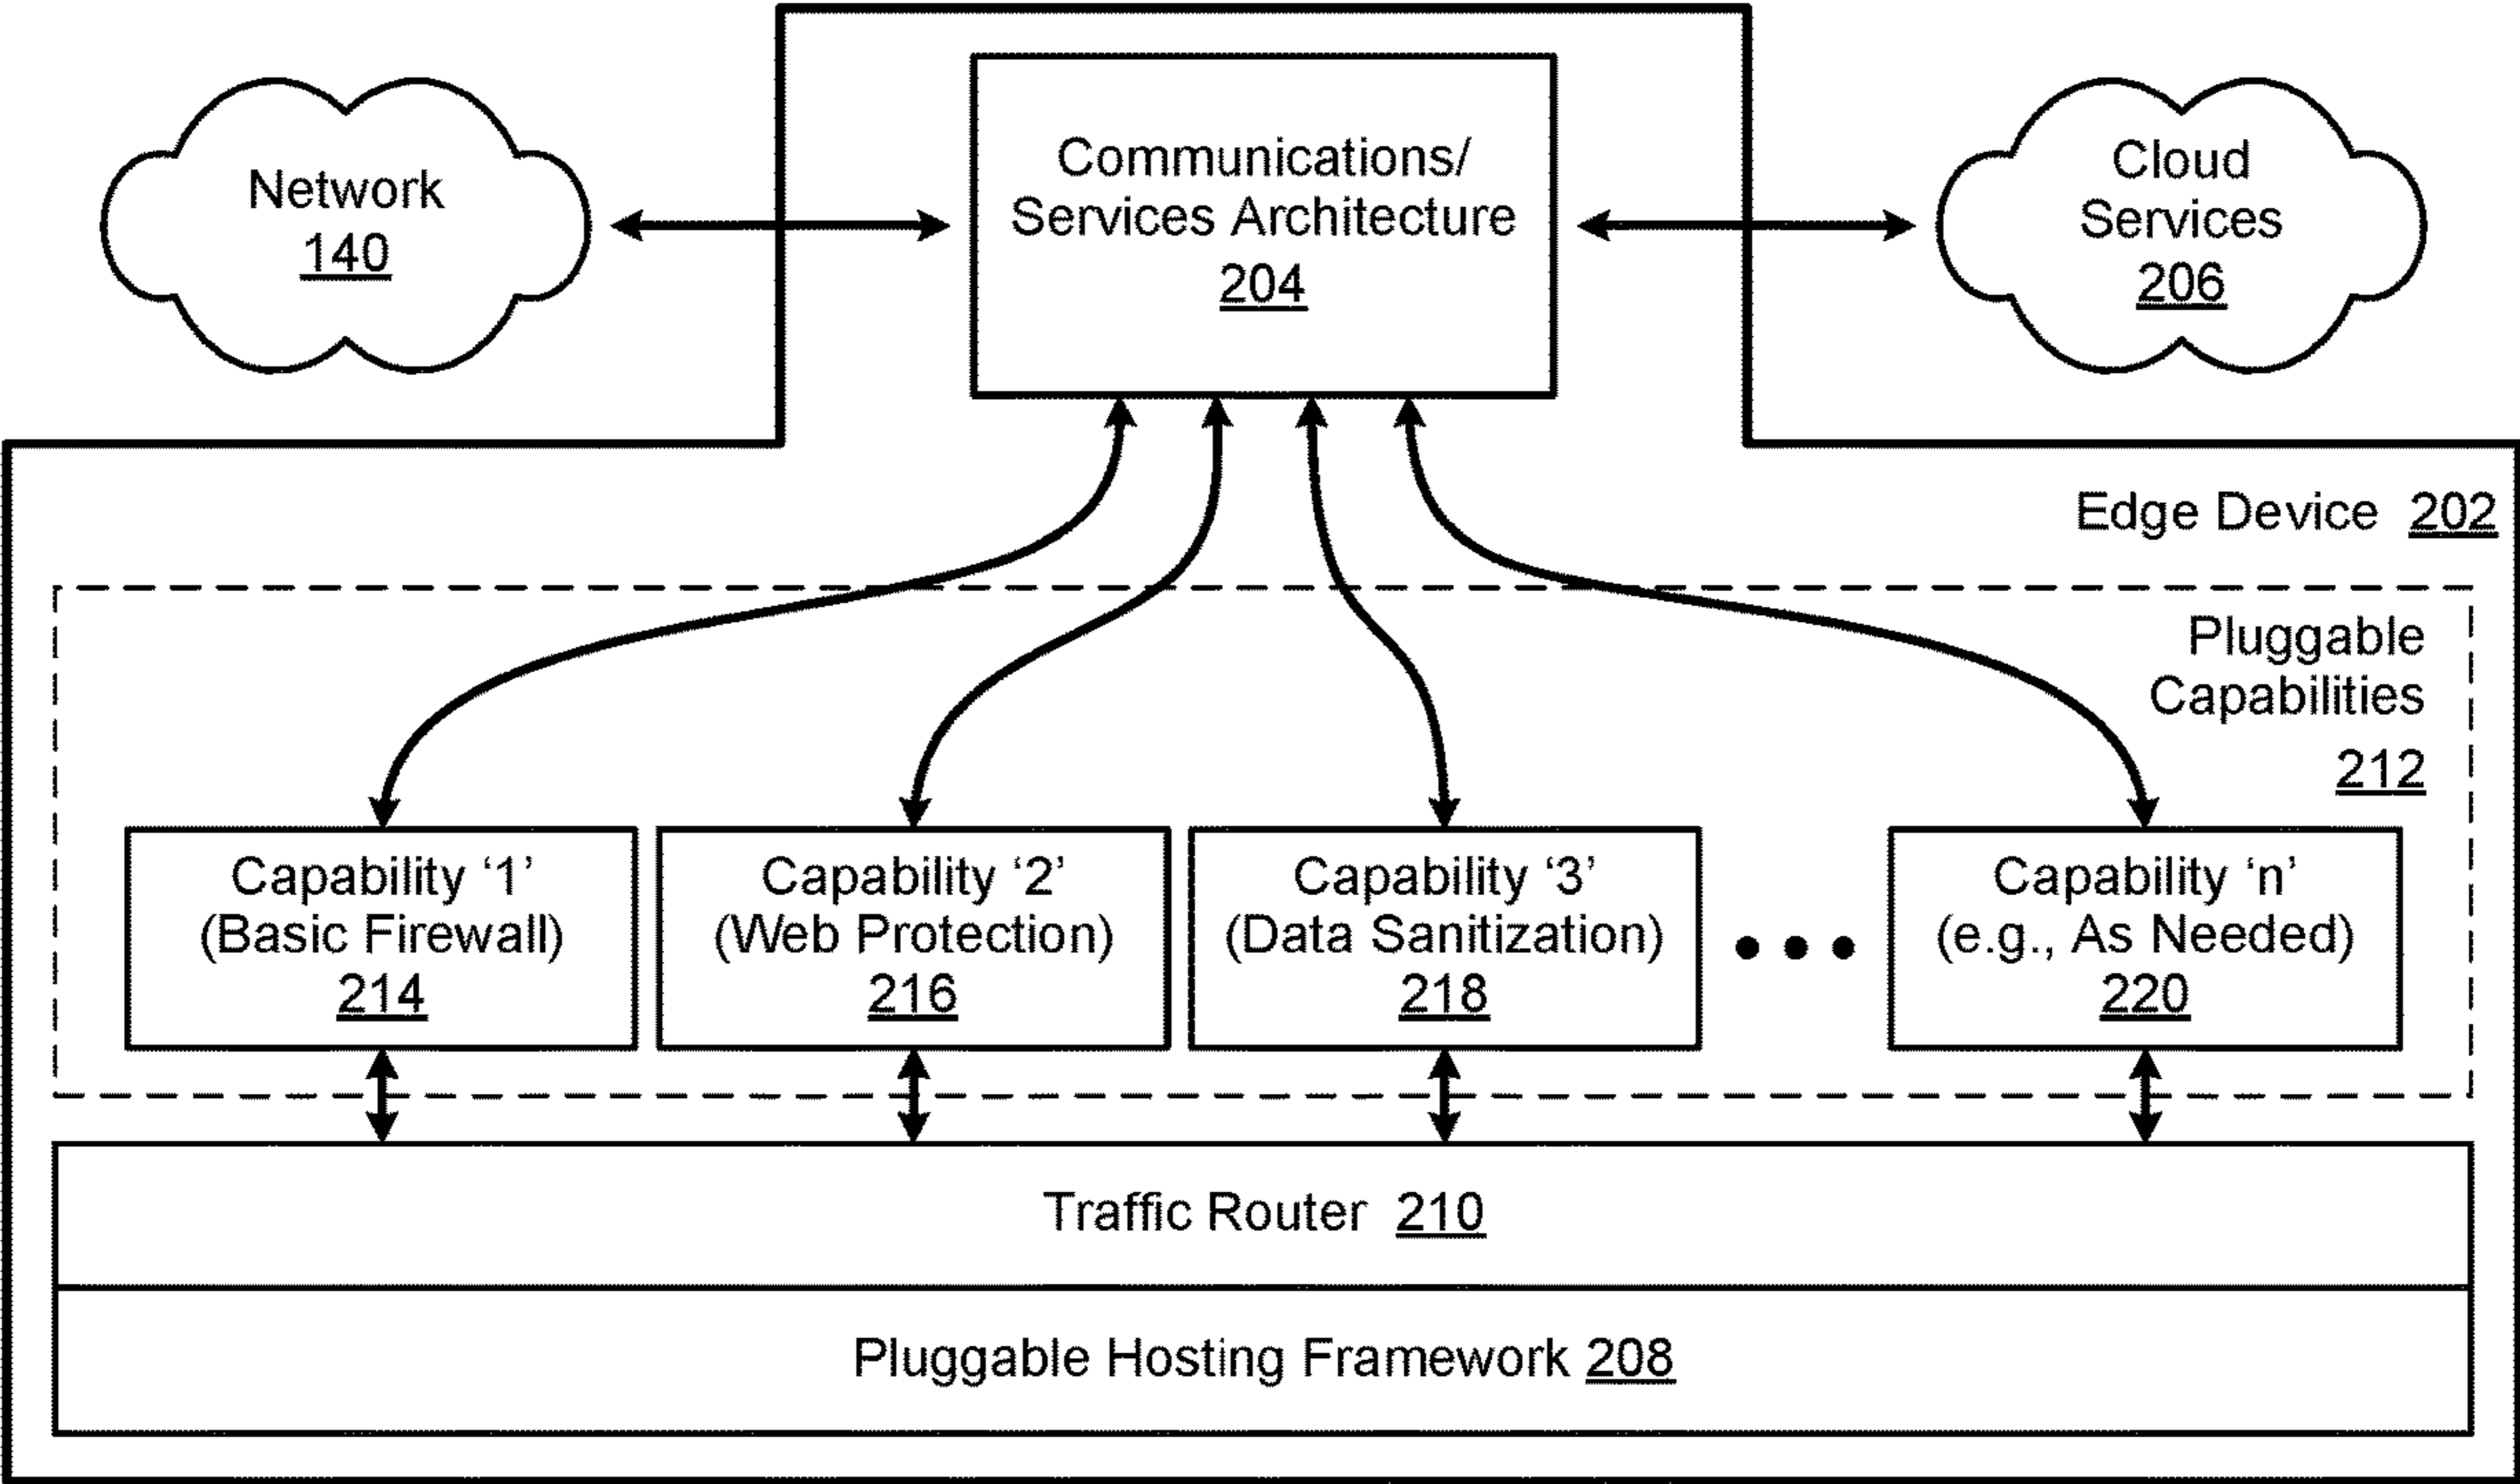 Network
140
Communications/
Services Architecture
204
Cloud
Services
206
Edge Device 202
Pluggable
Capabilities
212
Capability ‘1’
(Basic Firewall)
214
Capability ‘2’
(Web Protection)
216
Capability ‘3’
(Data Sanitization)
218
Capability ‘n’
(e.g., As Needed)
220
Traffic Router 210
Pluggable Hosting Framework 208